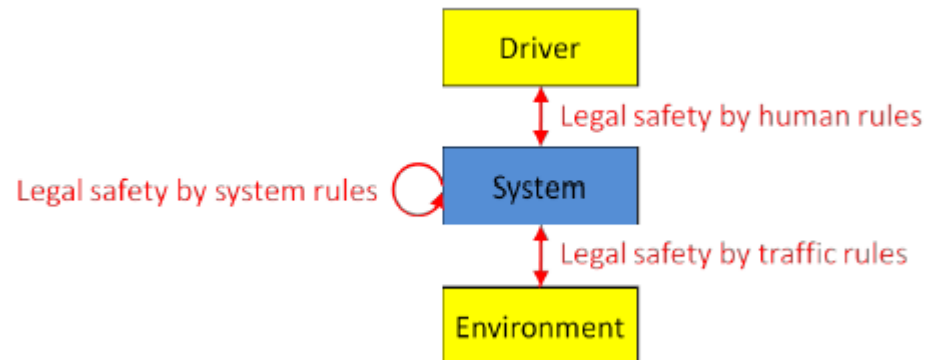 Driver
Legal safety by human rules
Legal safety by system rules
System
Legal safety by traffic rules
Environment